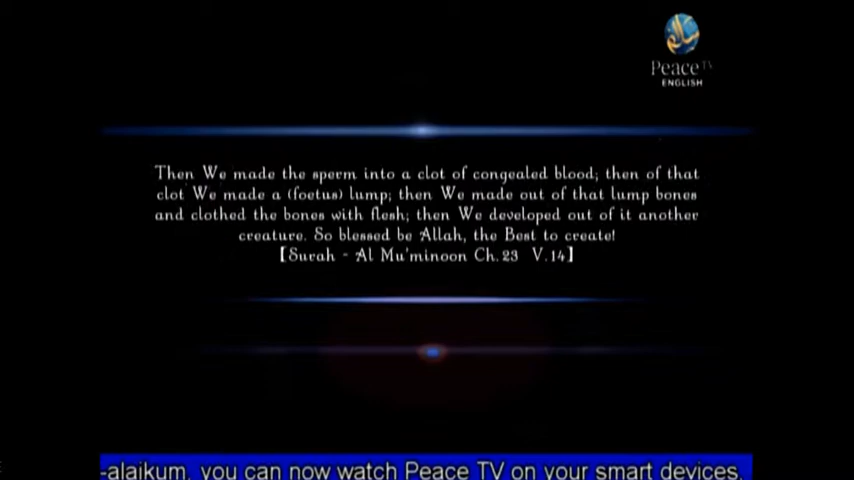 سلام
Peace TV
ENGLISH
Then We made the sperm into a clot of congealed blood; then of that
clot We made a (foetus) lump; then We made out of that lump bones
and clothed the bones with flesh; then We developed out of it another
creature. So blessed be Allah, the Best to create!
[Surah - Al Mu'minoon Ch.23 V.14]
-alaikum, you can now watch Peace TV on your smart devices,